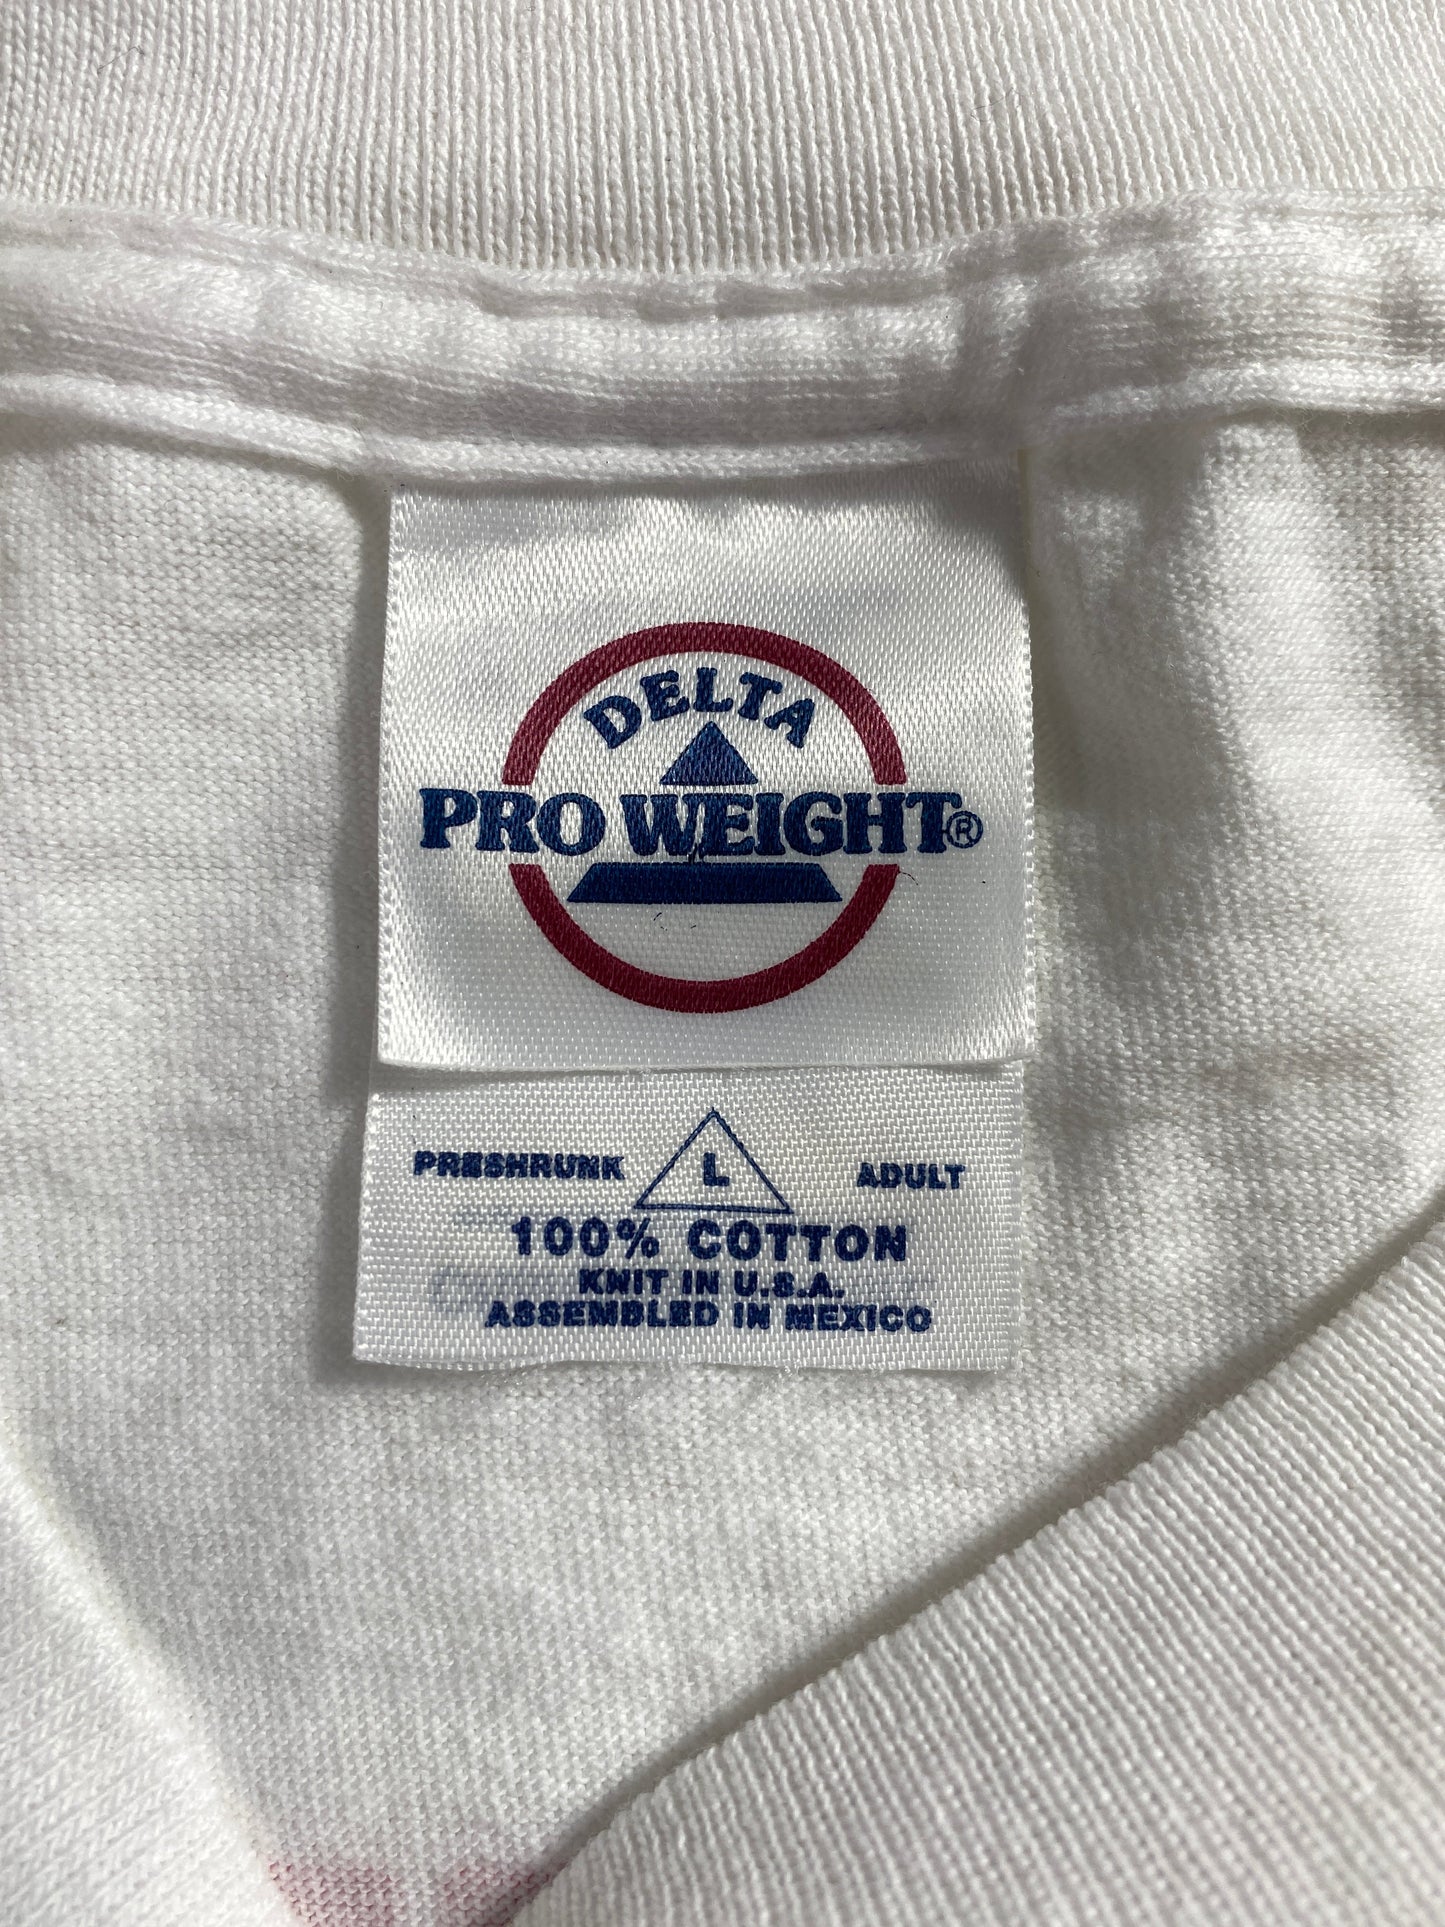 DELTA
PRO WEIGHT®
PRESHRUNK L ADULT
100% COTTON
KNIT IN U.S.A.
ASSEMBLED IN MEXICO